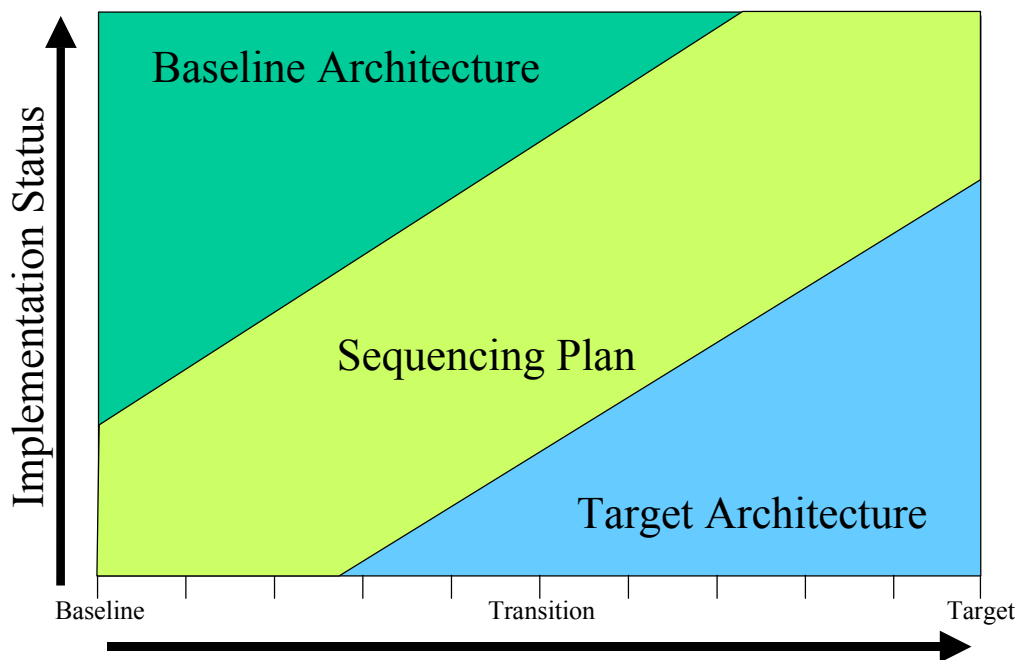 Baseline Architecture
Implementation Status
Sequencing Plan
Target Architecture
Baseline
Transition
Target